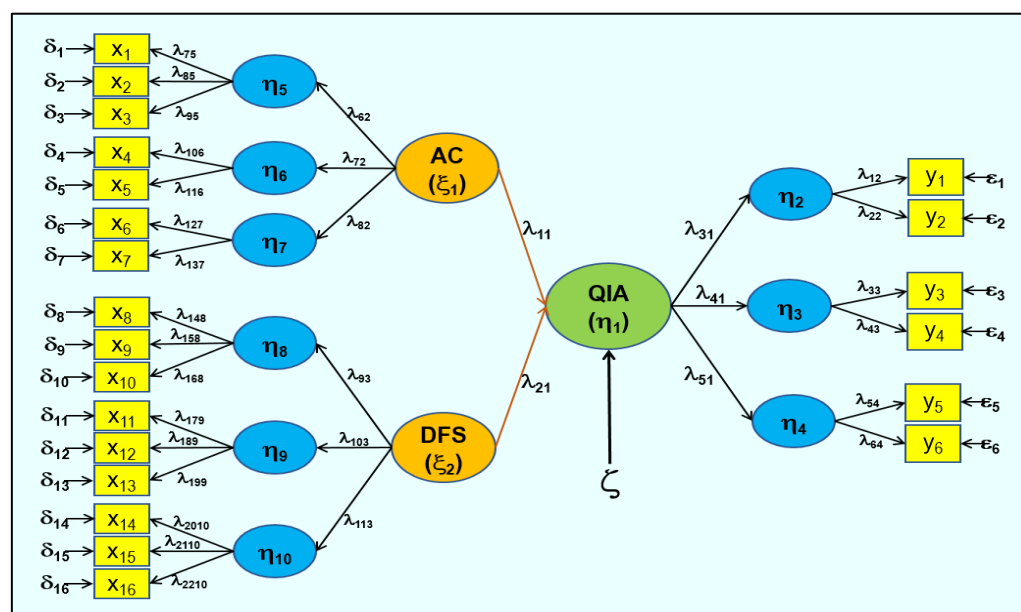 δ₁ x₁ λ₇₅
δ₂ x₂ λ₈₅ η₅
δ₃ x₃ λ₉₅
λ₆₂
δ₄ x₄ λ₁₀₆
δ₅ x₅ λ₁₁₆ η₆ λ₇₂
AC
(ξ₁)
δ₆ x₆ λ₁₂₇
δ₇ x₇ λ₁₃₇ η₇ λ₈₂
λ₁₁
δ₈ x₈ λ₁₄₈
δ₉ x₉ λ₁₅₈ η₈
δ₁₀ x₁₀ λ₁₆₈
λ₉₃
λ₂₁
δ₁₁ x₁₁ λ₁₇₉
δ₁₂ x₁₂ λ₁₈₉ η₉ λ₁₀₃
δ₁₃ x₁₃ λ₁₉₉
DFS
(ξ₂)
δ₁₄ x₁₄ λ₂₀₁₀
δ₁₅ x₁₅ λ₂₁₁₀ η₁₀ λ₁₁₃
δ₁₆ x₁₆ λ₂₂₁₀
QIA
(η₁)
ζ
λ₃₁ η₂ λ₁₂ y₁ ε₁
λ₂₂ y₂ ε₂
λ₄₁ η₃ λ₃₃ y₃ ε₃
λ₄₃ y₄ ε₄
λ₅₁ η₄ λ₅₄ y₅ ε₅
λ₆₄ y₆ ε₆